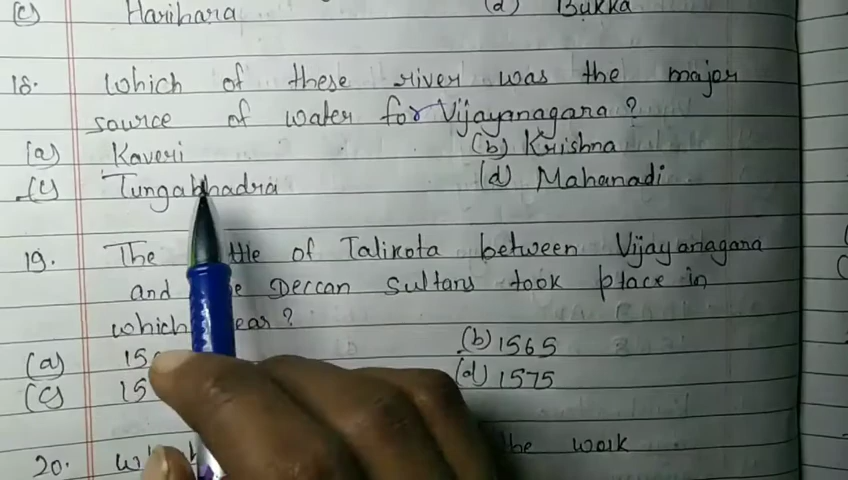 (c) Harihara (d) Bukka
18. which of these river was the major
source of water for Vijayanagara?
(a) Kaveri (b) Krishna
(c) Tungabhadra (d) Mahanadi
19. The ttle of Talikota between Vijayanagara
and e Deccan Sultans took place in
which ear?
(a) 15 (b) 1565
(c) 15 (d) 1575
20. the work